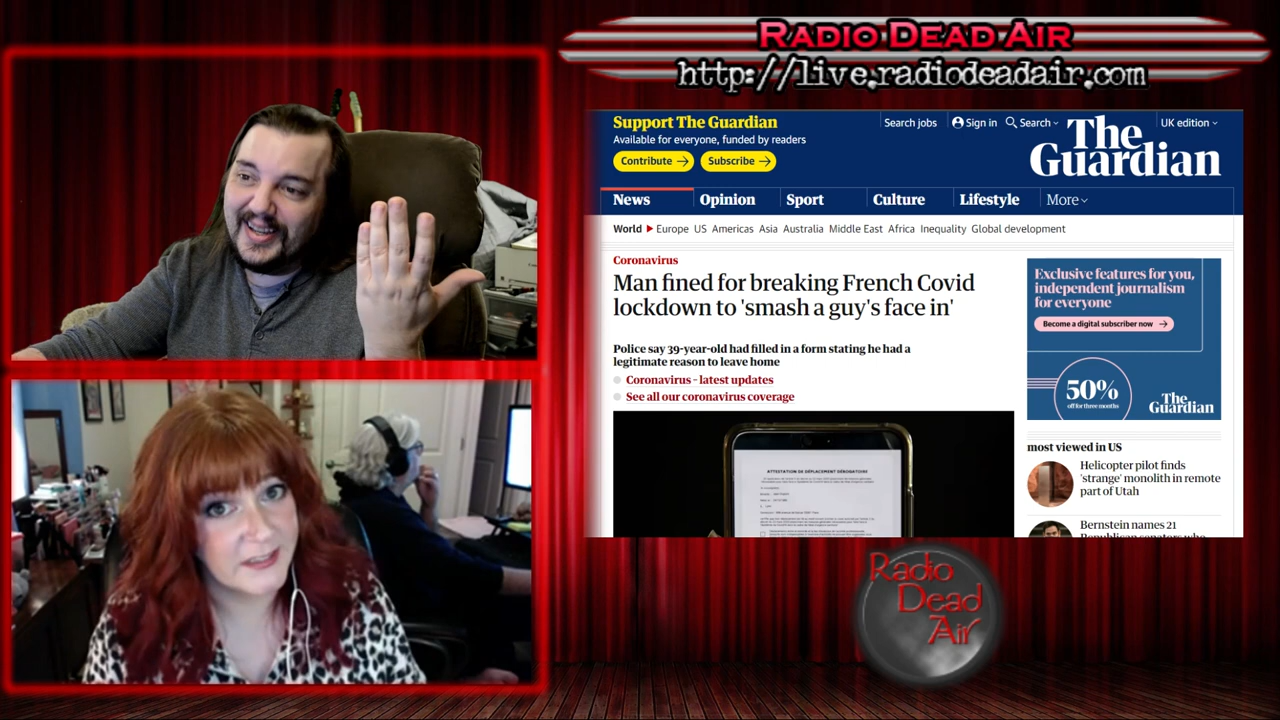 Radio Dead Air
http://live.radiodeadair.com
Support The Guardian
Available for everyone, funded by readers
Contribute →
Subscribe →
Search jobs
Sign in
Search
UK edition
The
Guardian
News
Opinion
Sport
Culture
Lifestyle
More
World
Europe US Americas Asia Australia Middle East Africa Inequality Global development
Coronavirus
Man fined for breaking French Covid
lockdown to 'smash a guy's face in'
Police say 39-year-old had filled in a form stating he had a
legitimate reason to leave home
Coronavirus – latest updates
See all our coronavirus coverage
ATTESTATION DE DÉPLACEMENT DÉROGATOIRE
Exclusive features for you,
independent journalism
for everyone
Become a digital subscriber now →
50%
off for three months
The
Guardian
most viewed in US
Helicopter pilot finds
'strange' monolith in remote
part of Utah
Bernstein names 21
Republican senators who
Radio
Dead
Air